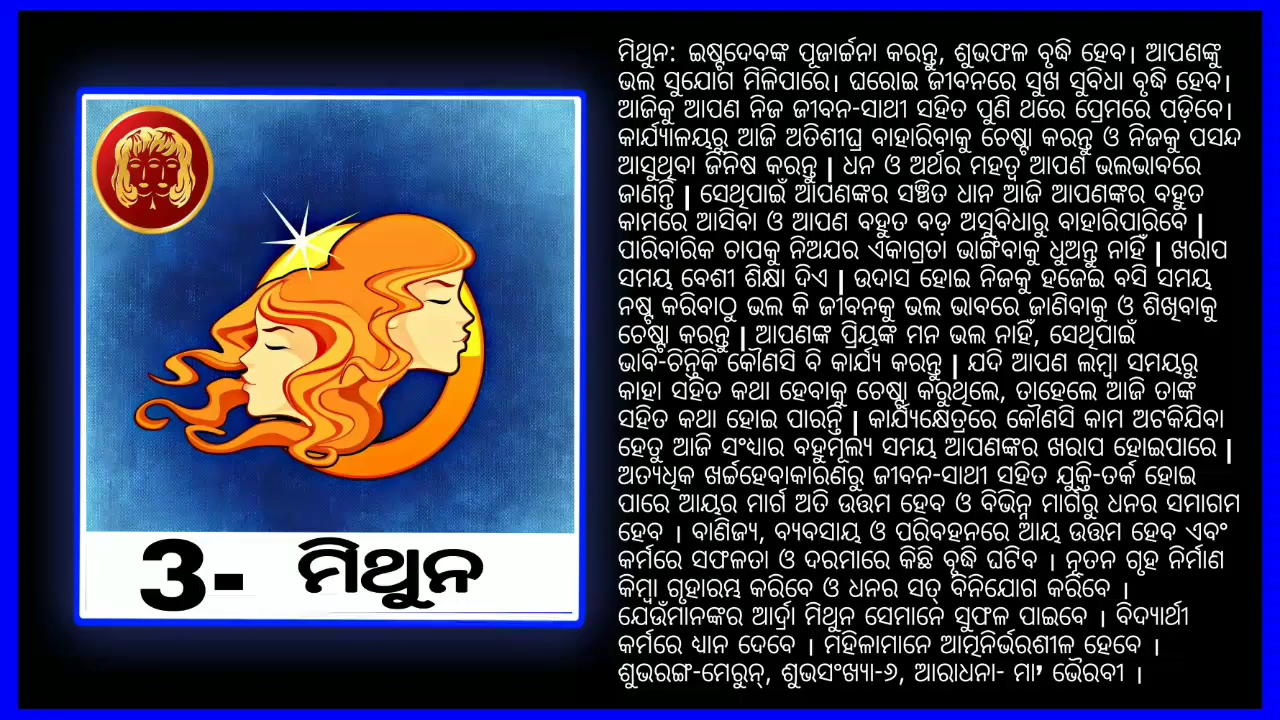 3- ମିଥୁନ
ମିଥୁନ: ଇଷ୍ଟଦେବଙ୍କ ପୂଜାର୍ଚ୍ଚନା କରନ୍ତୁ, ଶୁଭଫଳ ବୃଦ୍ଧି ହେବ। ଆପଣଙ୍କୁ
ଭଲ ସୁଯୋଗ ମିଳିପାରେ। ଘରୋଇ ଜୀବନରେ ସୁଖ ସୁବିଧା ବୃଦ୍ଧି ହେବ।
ଆଜିକୁ ଆପଣ ନିଜ ଜୀବନ-ସାଥୀ ସହିତ ପୁଣି ଥରେ ପ୍ରେମରେ ପଡ଼ିବେ।
କାର୍ଯ୍ୟାଳୟରୁ ଆଜି ଅତିଶୀଘ୍ର ବାହାରିବାକୁ ଚେଷ୍ଟା କରନ୍ତୁ ଓ ନିଜକୁ ପସନ୍ଦ
ଆସୁଥିବା ଜିନିଷ କରନ୍ତୁ | ଧନ ଓ ଅର୍ଥର ମହତ୍ୱ ଆପଣ ଭଲଭାବରେ
ଜାଣନ୍ତି | ସେଥିପାଇଁ ଆପଣଙ୍କର ସଞ୍ଚିତ ଧାନ ଆଜି ଆପଣଙ୍କର ବହୁତ
କାମରେ ଆସିବା ଓ ଆପଣ ବହୁତ ବଡ଼ ଅସୁବିଧାରୁ ବାହାରିପାରିବେ |
ପାରିବାରିକ ଚାପକୁ ନିଅଯର ଏକାଗ୍ରତା ଭାଙ୍ଗିବାକୁ ଧୁଅନ୍ତୁ ନାହିଁ | ଖରାପ
ସମୟ ବେଶୀ ଶିକ୍ଷା ଦିଏ | ଉଦାସ ହୋଇ ନିଜକୁ ହଜେଇ ବସି ସମୟ
ନଷ୍ଟ କରିବାଠୁ ଭଲ କି ଜୀବନକୁ ଭଲ ଭାବରେ ଜାଣିବାକୁ ଓ ଶିଖିବାକୁ
ଚେଷ୍ଟା କରନ୍ତୁ | ଆପଣଙ୍କ ପ୍ରିୟଙ୍କ ମନ ଭଲ ନାହିଁ, ସେଥିପାଇଁ
ଭାବି-ଚିନ୍ତିକି କୌଣସି ବି କାର୍ଯ୍ୟ କରନ୍ତୁ | ଯଦି ଆପଣ ଲମ୍ବା ସମୟରୁ
କାହା ସହିତ କଥା ହେବାକୁ ଚେଷ୍ଟା କରୁଥିଲେ, ତାହେଲେ ଆଜି ତାଙ୍କ
ସହିତ କଥା ହୋଇ ପାରନ୍ତି | କାର୍ଯ୍ୟକ୍ଷେତ୍ରରେ କୌଣସି କାମ ଅଟକିଯିବା
ହେତୁ ଆଜି ସଂଧ୍ୟାର ବହୁମୂଲ୍ୟ ସମୟ ଆପଣଙ୍କର ଖରାପ ହୋଇପାରେ |
ଅତ୍ୟଧିକ ଖର୍ଚ୍ଚହେବାକାରଣରୁ ଜୀବନ-ସାଥୀ ସହିତ ଯୁକ୍ତି-ତର୍କ ହୋଇ
ପାରେ ଆୟର ମାର୍ଗ ଅତି ଉତ୍ତମ ହେବ ଓ ବିଭିନ୍ନ ମାର୍ଗରୁ ଧନର ସମାଗମ
ହେବ । ବାଣିଜ୍ୟ, ବ୍ୟବସାୟ ଓ ପରିବହନରେ ଆୟ ଉତ୍ତମ ହେବ ଏବଂ
କର୍ମରେ ସଫଳତା ଓ ଦରମାରେ କିଛି ବୃଦ୍ଧି ଘଟିବ । ନୂତନ ଗୃହ ନିର୍ମାଣ
କିମ୍ବା ଗୃହାରମ୍ଭ କରିବେ ଓ ଧନର ସତ୍ ବିନିଯୋଗ କରିବେ ।
ଯେଉଁମାନଙ୍କର ଆର୍ଦ୍ରା ମିଥୁନ ସେମାନେ ସୁଫଳ ପାଇବେ । ବିଦ୍ୟାର୍ଥୀ
କର୍ମରେ ଧ୍ୟାନ ଦେବେ । ମହିଳାମାନେ ଆତ୍ମନିର୍ଭରଶୀଳ ହେବେ ।
ଶୁଭରଙ୍ଗ-ମେରୁନ୍, ଶୁଭସଂଖ୍ୟା-୬, ଆରାଧନା- ମା' ଭୈରବୀ ।